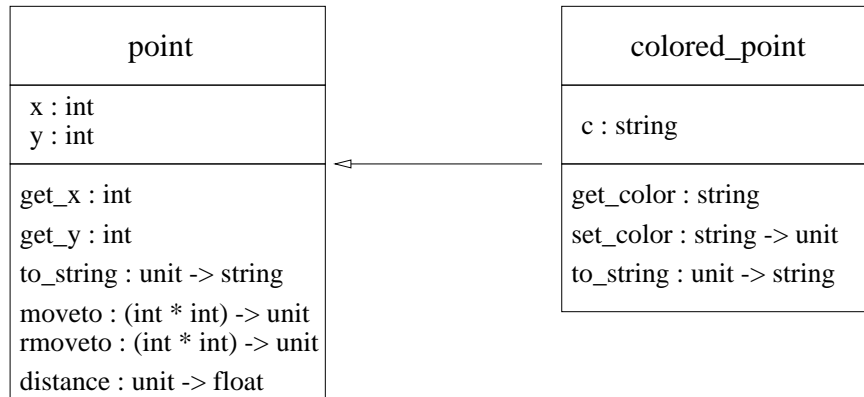 point
x : int
y : int
get_x : int
get_y : int
to_string : unit -> string
moveto : (int * int) -> unit
rmoveto : (int * int) -> unit
distance : unit -> float
colored_point
c : string
get_color : string
set_color : string -> unit
to_string : unit -> string